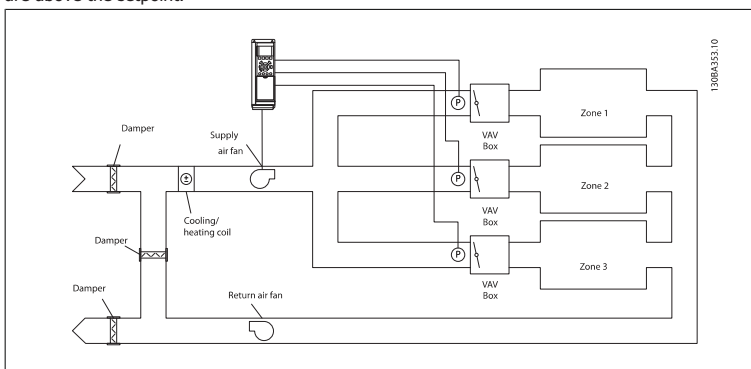 are above the setpoint.
130BA353.10
Damper
Supply
air fan
Cooling/
heating coil
Damper
Damper
Return air fan
P
VAV
Box
Zone 1
P
VAV
Box
Zone 2
P
VAV
Box
Zone 3
±